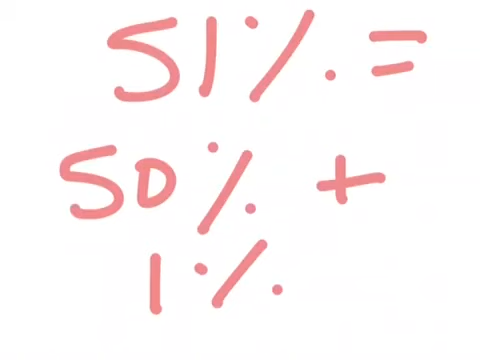 51% =
50% +
1%